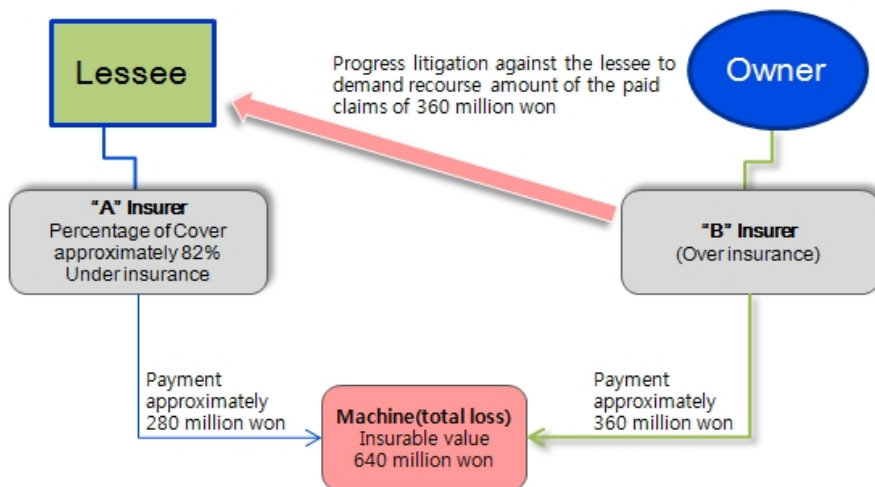 Lessee
Progress litigation against the lessee to
demand recourse amount of the paid
claims of 360 million won
Owner
"A" Insurer
Percentage of Cover
approximately 82%
Under insurance
"B" Insurer
(Over insurance)
Payment
approximately
280 million won
Machine(total loss)
Insurable value
640 million won
Payment
approximately
360 million won